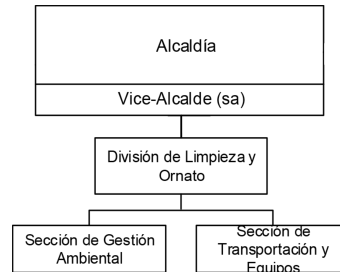 Alcaldía
Vice-Alcalde (sa)
División de Limpieza y
Ornato
Sección de Gestión
Ambiental
Sección de
Transportación y
Equipos